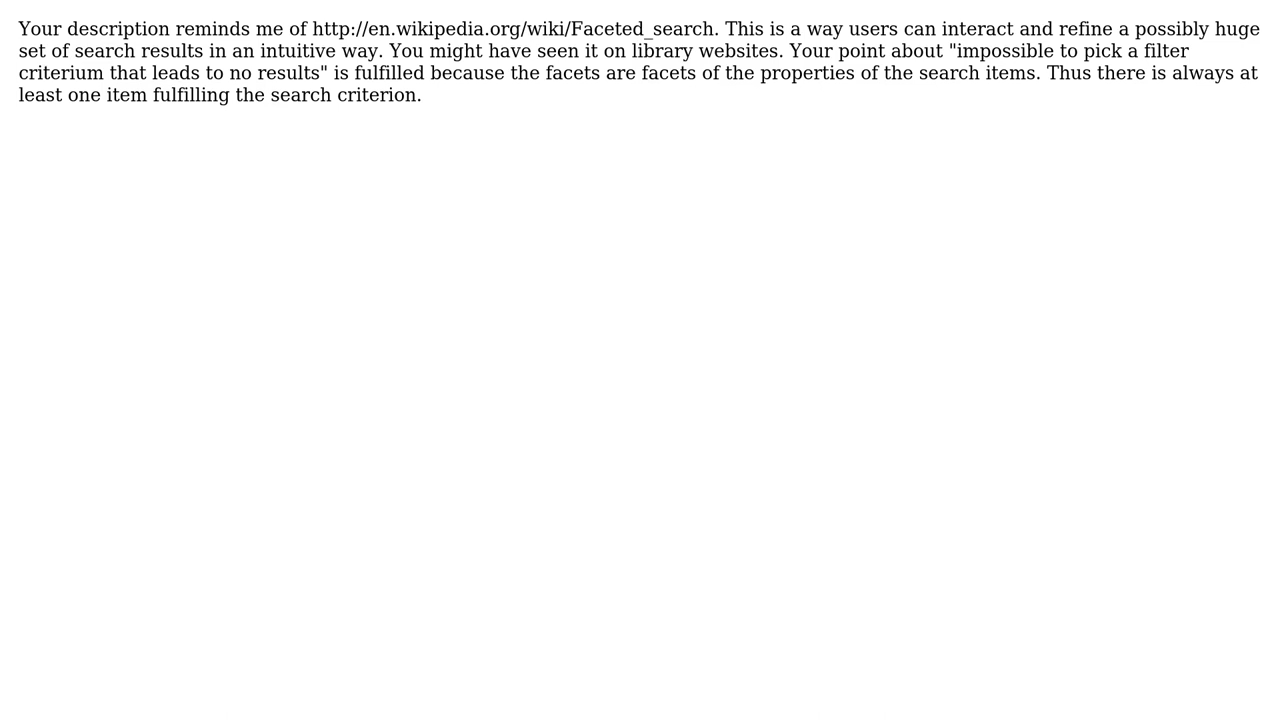 Your description reminds me of http://en.wikipedia.org/wiki/Faceted_search. This is a way users can interact and refine a possibly huge
set of search results in an intuitive way. You might have seen it on library websites. Your point about "impossible to pick a filter
criterium that leads to no results" is fulfilled because the facets are facets of the properties of the search items. Thus there is always at
least one item fulfilling the search criterion.